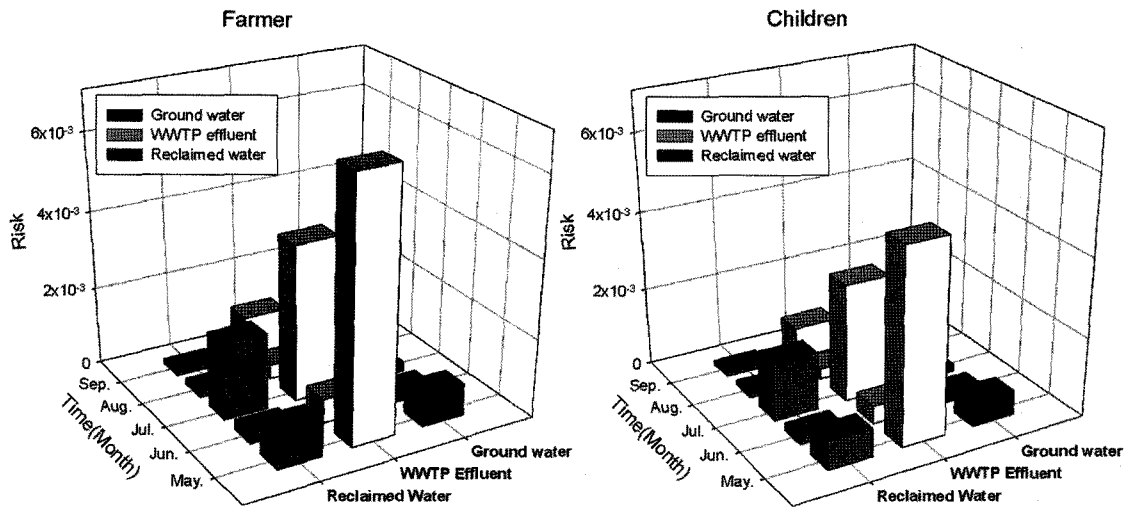 Farmer
Ground water
WWTP effluent
Reclaimed water
6x10-3
4x10-3
2x10-3
0
Risk
Sep.
Aug.
Jul.
Jun.
May.
Time(Month)
Ground water
WWTP Effluent
Reclaimed Water
Children
Ground water
WWTP effluent
Reclaimed water
6x10-3
4x10-3
2x10-3
0
Risk
Sep.
Aug.
Jul.
Jun.
May.
Time(Month)
Ground water
WWTP Effluent
Reclaimed Water